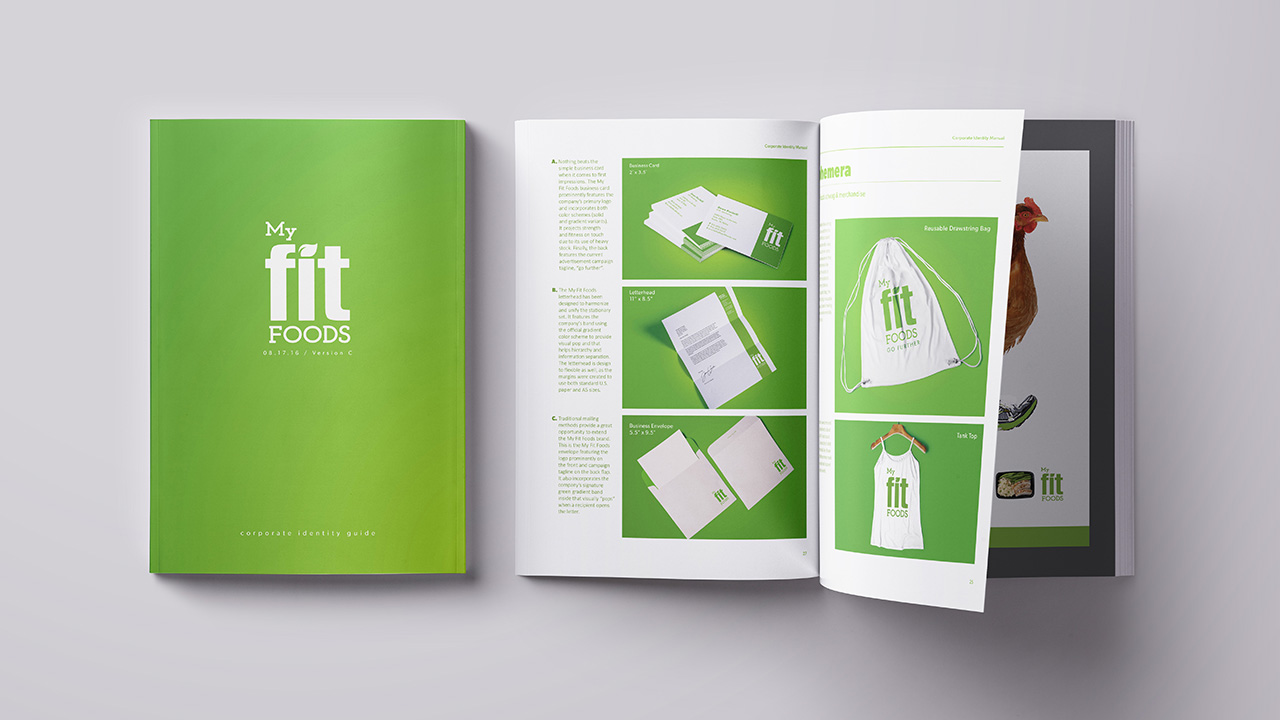 My
fit
FOODS
08.17.16 / Version C
corporate identity guide
Corporate Identity Manual
A. Nothing beats the
simple business card
when it comes to first
impressions. The My
Fit Foods business card
prominently features the
company's primary logo
and incorporates both
color schemes (solid
and gradient variants).
It projects strength
and fitness on touch
due to its use of heavy
stock. Finally, the back
features the current
advertisement campaign
tagline, "go further".
Business Card
2" x 3.5"
fit
FOODS
B. The My Fit Foods
letterhead has been
designed to harmonize
and unify the stationary
set. It features the
company's band using
the official gradient
color scheme to provide
visual pop and that
helps hierarchy and
information separation.
The letterhead is design
to flexible as well, as the
margins were created to
use both standard U.S.
paper and A5 sizes.
Letterhead
11" x 8.5"
fit
C. Traditional mailing
methods provide a great
opportunity to extend
the My Fit Foods brand.
This is the My Fit Foods
envelope featuring the
logo prominently on
the front and campaign
tagline on the back flap.
It also incorporates the
company's signature
green gradient band
inside that visually "pops"
when a recipient opens
the letter.
Business Envelope
5.5" x 9.5"
fit
fit
Corporate Identity Manual
hemera
Reusable Drawstring Bag
My
fit
FOODS
GO FURTHER
Tank Top
My
fit
FOODS
My
fit
FOODS